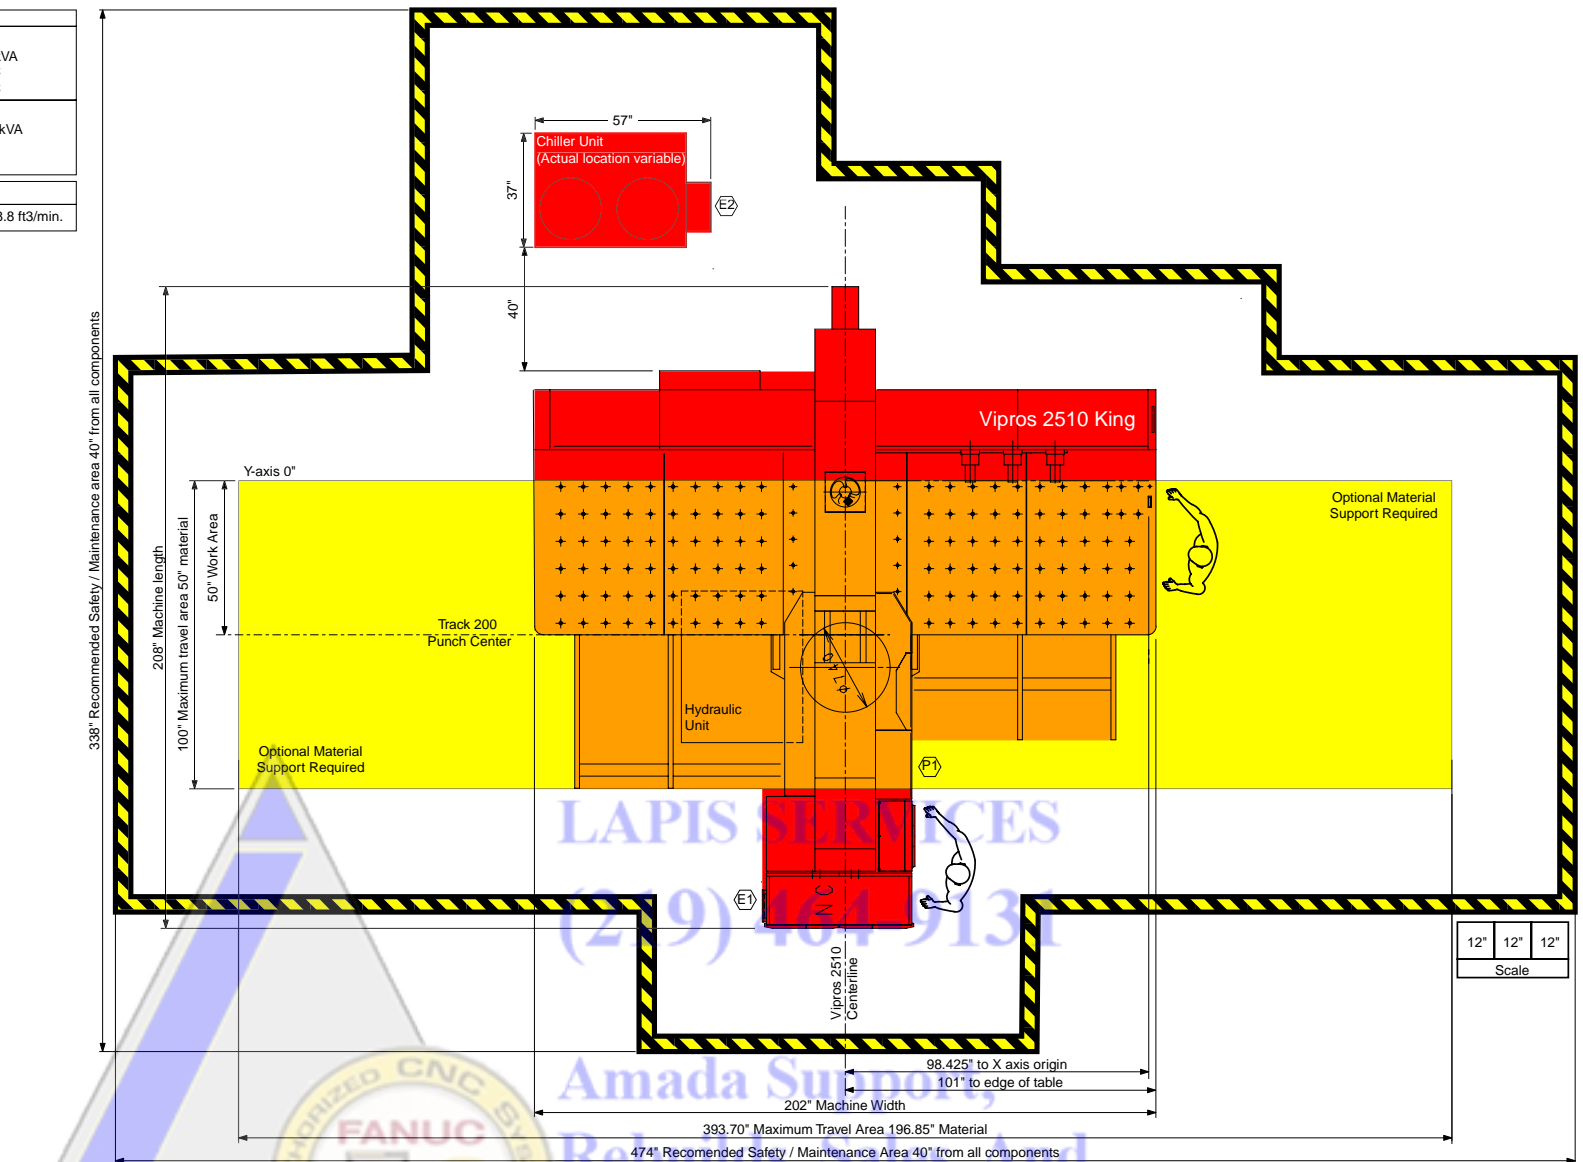 kVA
kVA
3.8 ft3/min.
57"
Chiller Unit
(Actual location variable)
37"
E2
40"
338" Recommended Safety / Maintenance area 40" from all components
208" Machine length
100" Maximum travel area 50" material
50" Work Area
Y-axis 0"
Vipros 2510 King
Optional Material
Support Required
Track 200
Punch Center
Hydraulic
Unit
Optional Material
Support Required
P1
E1
N C
LAPIS SERVICES
(219) 464-9131
Vipros 2510
Centerline
12" 12" 12"
Scale
98.425" to X axis origin
101" to edge of table
202" Machine Width
393.70" Maximum Travel Area 196.85" Material
474" Recomended Safety / Maintenance Area 40" from all components
Amada Support,
Rebuilds, Sales And
CNC
FANUC